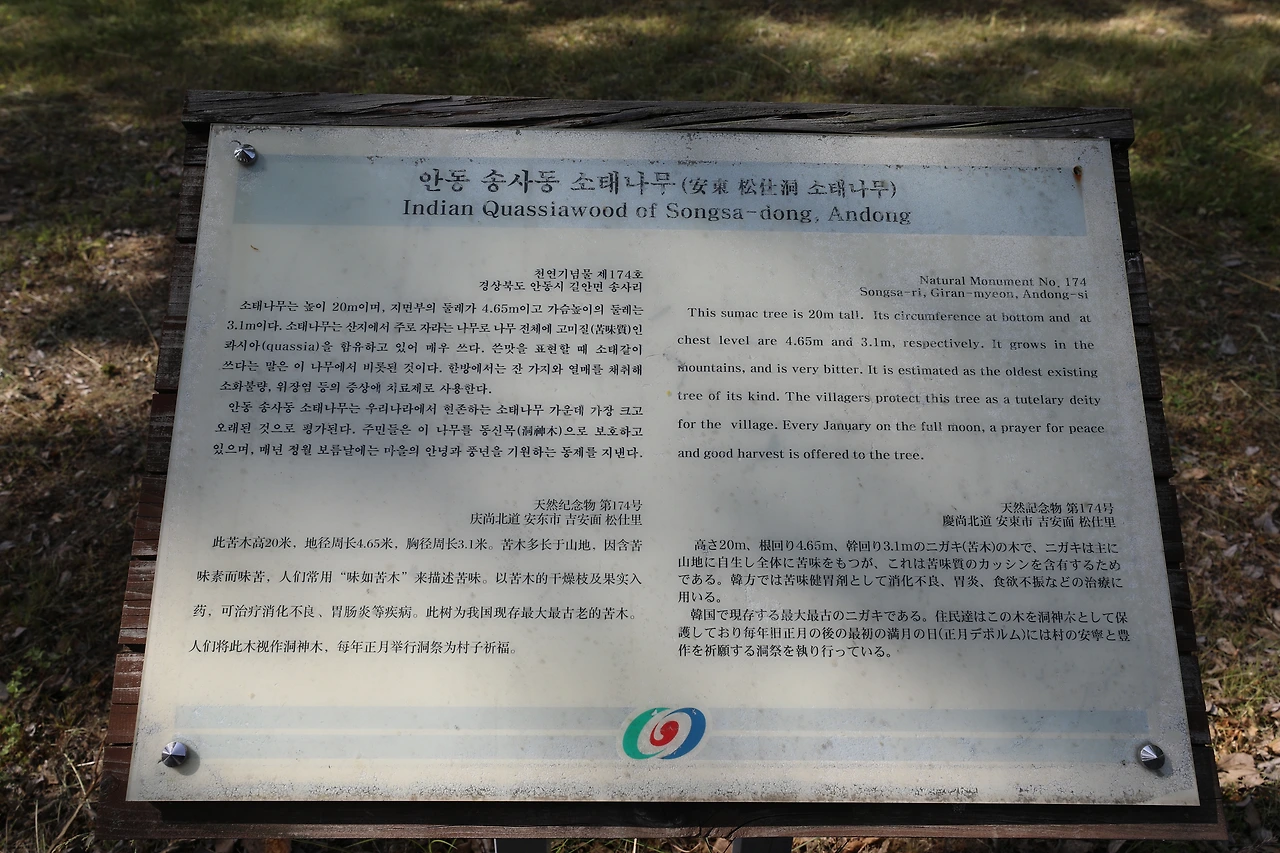 안동 송사동 소태나무 (安東 松仕洞 소태나무)
Indian Quassiawood of Songsa-dong, Andong
천연기념물 제174호
경상북도 안동시 길안면 송사리
소태나무는 높이 20m이며, 지면부의 둘레가 4.65m이고 가슴높이의 둘레는
3.1m이다. 소태나무는 산지에서 주로 자라는 나무로 나무 전체에 고미질(苦味質)인
콰시아(quassia)을 함유하고 있어 매우 쓰다. 쓴맛을 표현할 때 소태같이
쓰다는 말은 이 나무에서 비롯된 것이다. 한방에서는 잔 가지와 열매를 채취해
소화불량, 위장염 등의 증상에 치료제로 사용한다.
안동 송사동 소태나무는 우리나라에서 현존하는 소태나무 가운데 가장 크고
오래된 것으로 평가된다. 주민들은 이 나무를 동신목(洞神木)으로 보호하고
있으며, 매년 정월 보름날에는 마을의 안녕과 풍년을 기원하는 동제를 지낸다.
Natural Monument No. 174
Songsa-ri, Giran-myeon, Andong-si
This sumac tree is 20m tall. Its circumference at bottom and at
chest level are 4.65m and 3.1m, respectively. It grows in the
mountains, and is very bitter. It is estimated as the oldest existing
tree of its kind. The villagers protect this tree as a tutelary deity
for the village. Every January on the full moon, a prayer for peace
and good harvest is offered to the tree.
天然纪念物 第174号
庆尚北道 安东市 吉安面 松仕里
此苦木高20米，地径周长4.65米，胸径周长3.1米。苦木多长于山地，因含苦
味素而味苦，人们常用“味如苦木”来描述苦味。以苦木的干燥枝及果实入
药，可治疗消化不良、胃肠炎等疾病。此树为我国现存最大最古老的苦木。
人们将此木视作洞神木，每年正月举行洞祭为村子祈福。
天然記念物 第174号
慶尚北道 安東市 吉安面 松仕里
高さ20m、根回り4.65m、幹回り3.1mのニガキ(苦木)の木で、ニガキは主に
山地に自生し全体に苦味をもつが、これは苦味質のカッシンを含有するため
である。韓方では苦味健胃剤として消化不良、胃炎、食欲不振などの治療に
用いる。
韓国で現存する最大最古のニガキである。住民達はこの木を洞神木として保
護しており毎年旧正月の後の最初の満月の日(正月デボルム)には村の安寧と豊
作を祈願する洞祭を執り行っている。